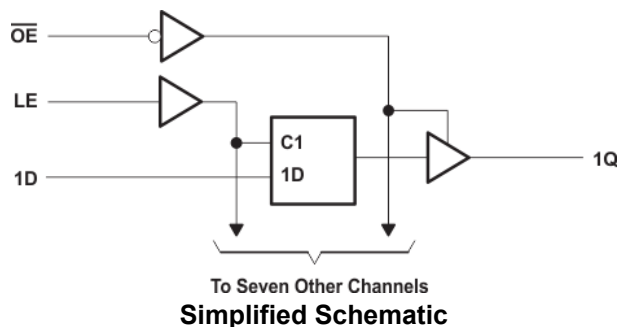 OE
LE
C1
1D
1D
1Q
To Seven Other Channels
Simplified Schematic